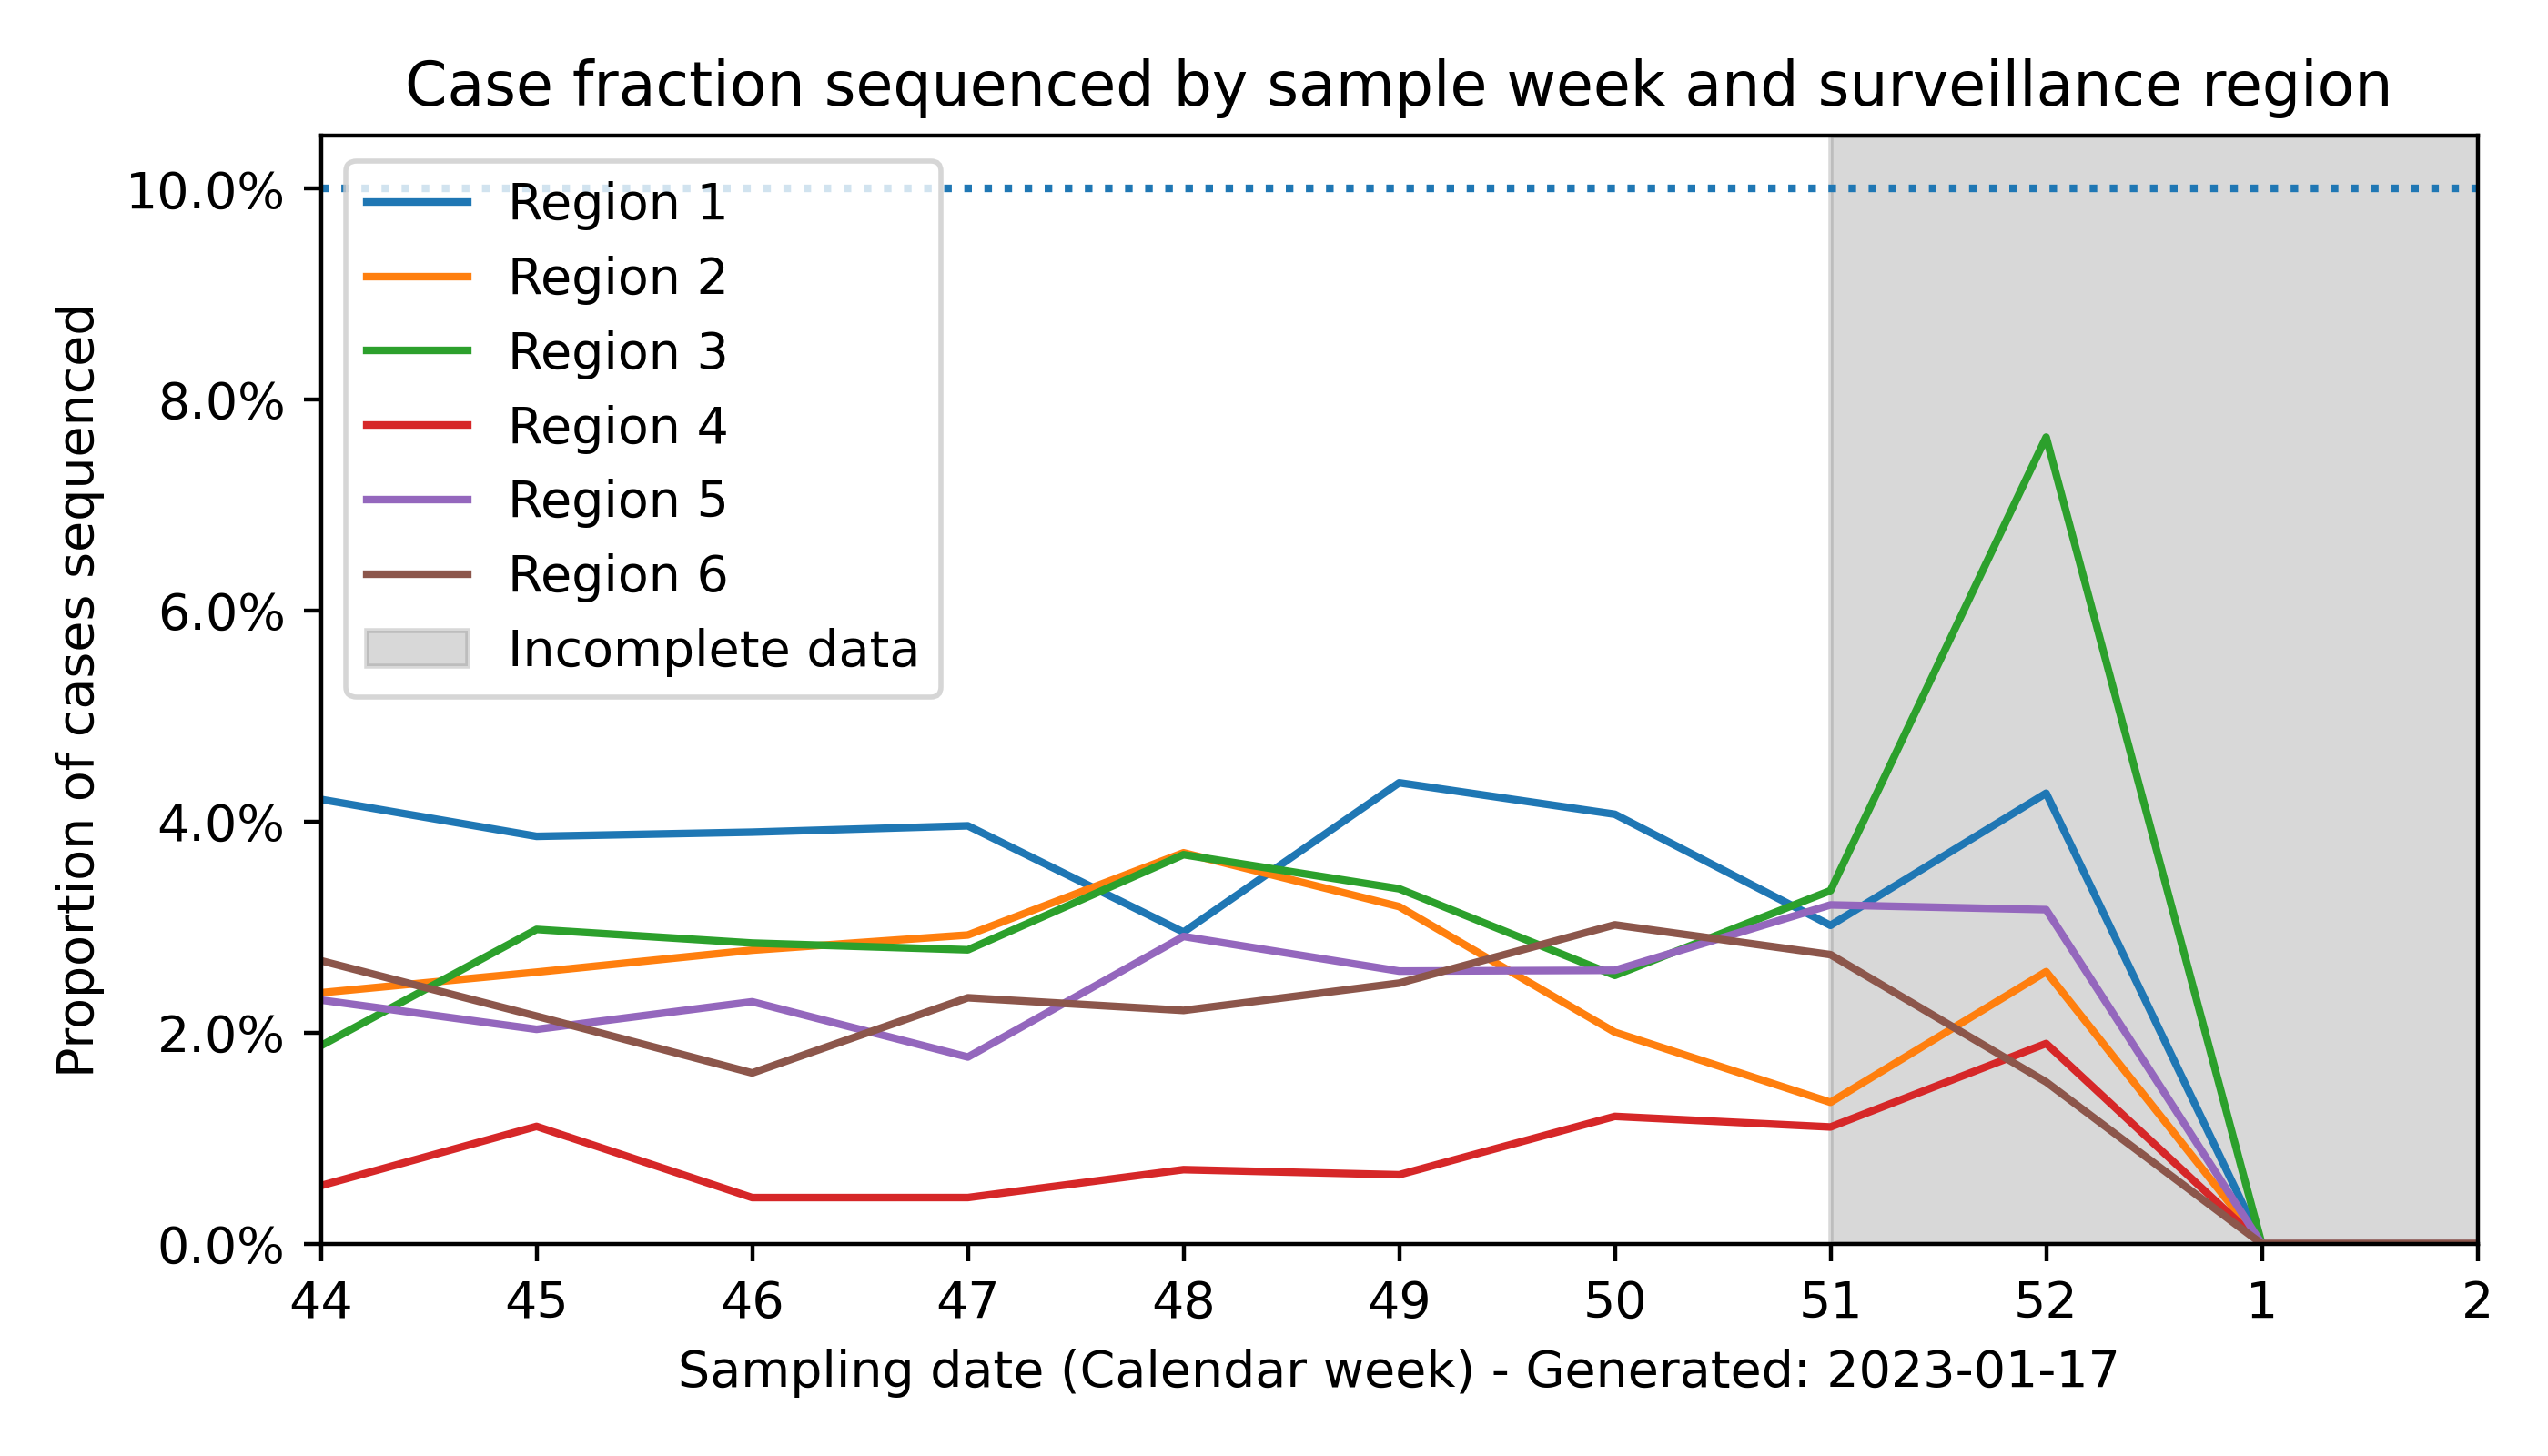 Case fraction sequenced by sample week and surveillance region
Proportion of cases sequenced
10.0%
8.0%
6.0%
4.0%
2.0%
0.0%
Region 1
Region 2
Region 3
Region 4
Region 5
Region 6
Incomplete data
44 45 46 47 48 49 50 51 52 1 2
Sampling date (Calendar week) - Generated: 2023-01-17